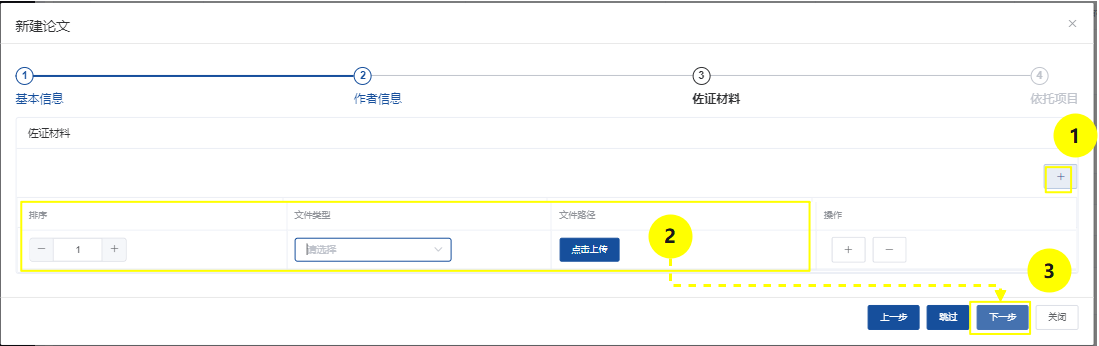 新建论文 ×
1 2 3 4
基本信息 作者信息 佐证材料 依托项目
佐证材料
1
+
排序 文件类型 文件路径 操作
− 1 + 请选择 点击上传 2 + −
3
上一步 跳过 下一步 关闭